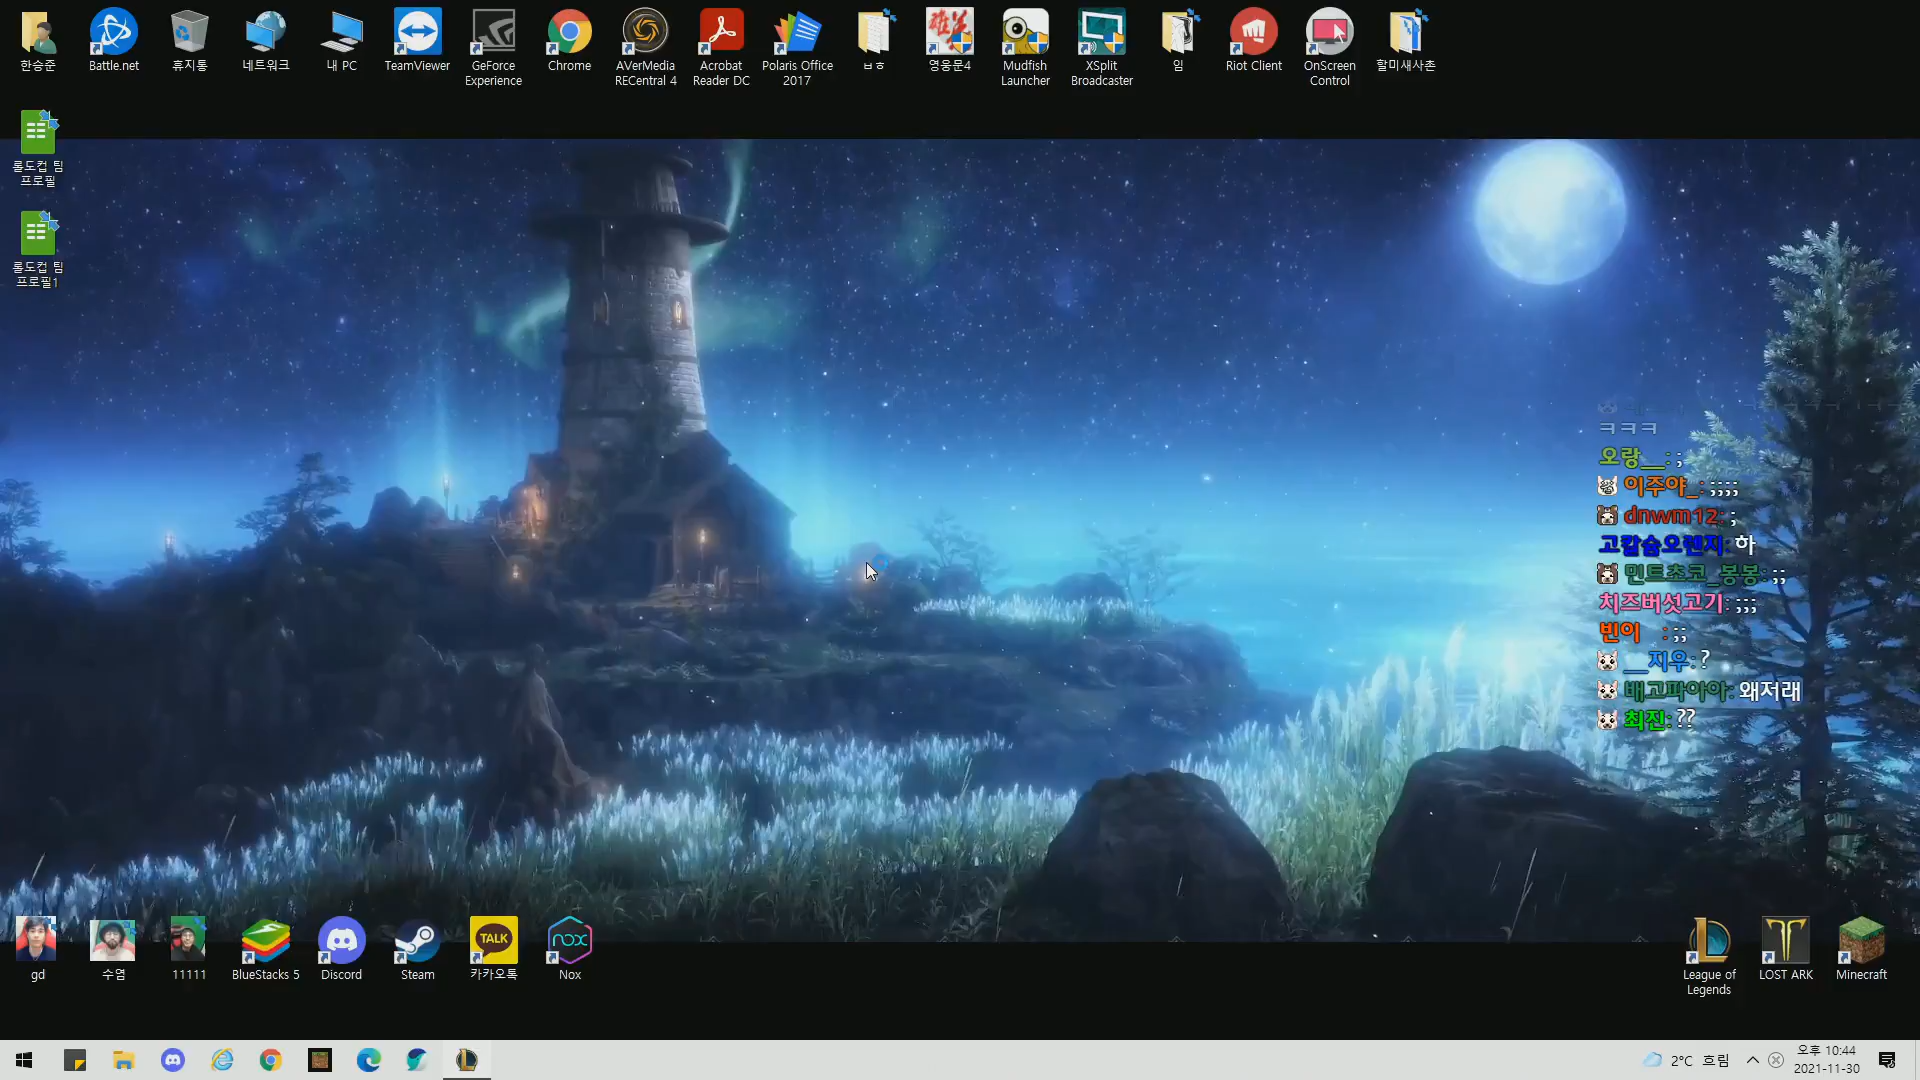 한승준
Battle.net
휴지통
네트워크
내 PC
TeamViewer
GeForce
Experience
Chrome
AVerMedia
RECentral 4
Acrobat
Reader DC
Polaris Office
2017
ㅂㅎ
영웅문4
Mudfish
Launcher
XSplit
Broadcaster
임
Riot Client
OnScreen
Control
할미새사촌
롤도컵 팀
프로필
롤도컵 팀
프로필1
ㅋㅋㅋ
오랑__: ;
이주야_: ;;;;
dnwm12: ;
고칼슘오렌지: 하
민트초코_봉봉: ;;
치즈버섯고기: ;;;
빈이 : ;;
__지우: ?
배고파아아: 왜저래
최진: ??
TALK
nox
gd
수염
11111
BlueStacks 5
Discord
Steam
카카오톡
Nox
League of
Legends
LOST ARK
Minecraft
2°C 흐림
오후 10:44
2021-11-30